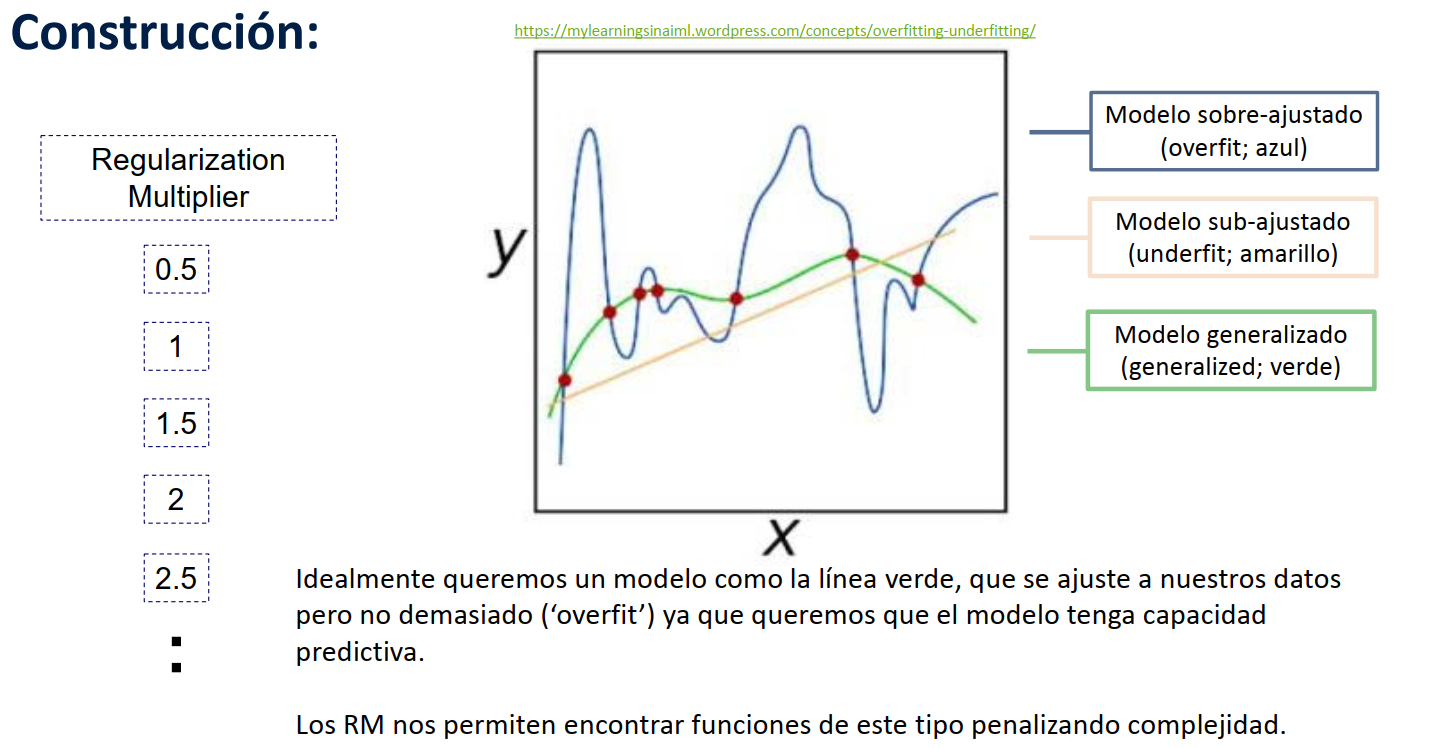 Construcción:
https://mylearningsinaiml.wordpress.com/concepts/overfitting-underfitting/
Regularization
Multiplier
0.5
1
1.5
2
2.5
:
y
x
Modelo sobre-ajustado
(overfit; azul)
Modelo sub-ajustado
(underfit; amarillo)
Modelo generalizado
(generalized; verde)
Idealmente queremos un modelo como la línea verde, que se ajuste a nuestros datos
pero no demasiado (‘overfit’) ya que queremos que el modelo tenga capacidad
predictiva.
Los RM nos permiten encontrar funciones de este tipo penalizando complejidad.